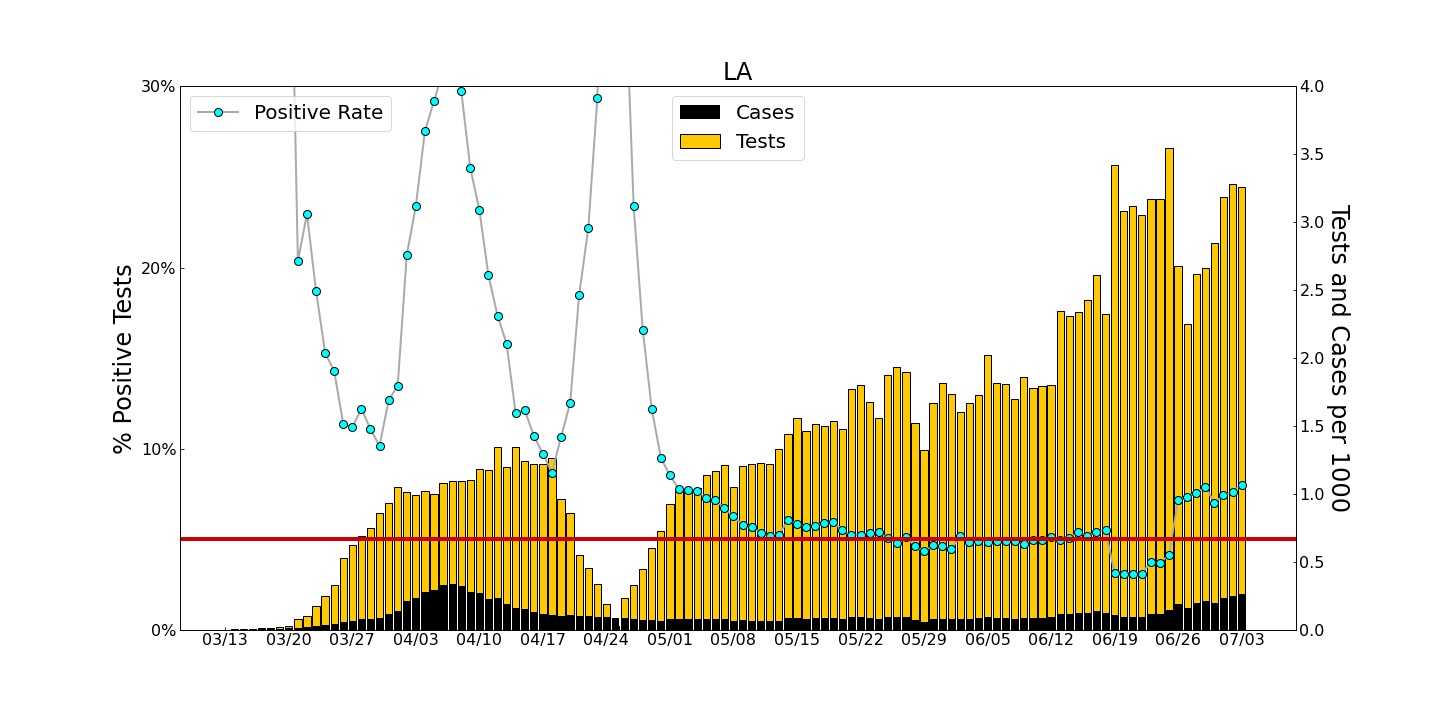 LA
Positive Rate
Cases
Tests
% Positive Tests
30%
20%
10%
0%
4.0
3.5
3.0
2.5
2.0
1.5
1.0
0.5
0.0
Tests and Cases per 1000
03/13 03/20 03/27 04/03 04/10 04/17 04/24 05/01 05/08 05/15 05/22 05/29 06/05 06/12 06/19 06/26 07/03